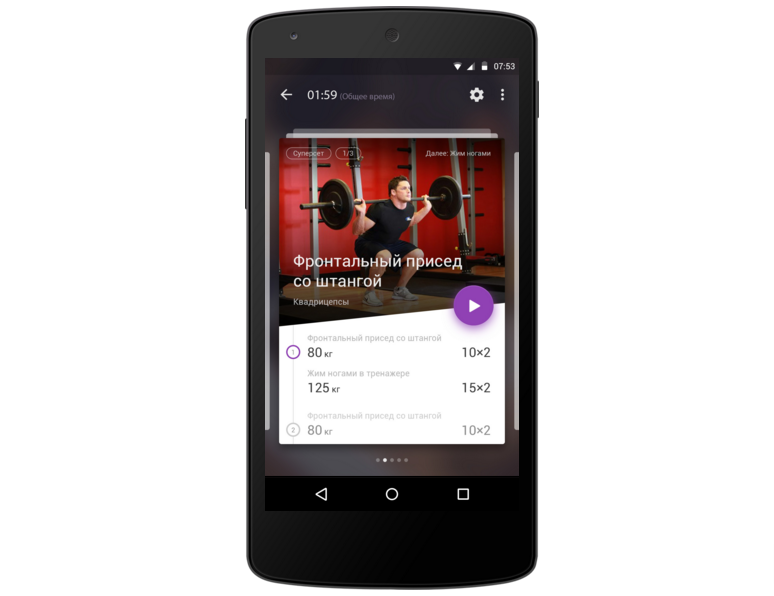 07:53
01:59 (Общее время)
Суперсет 1/3 Далее: Жим ногами
Фронтальный присед
со штангой
Квадрицепсы
Фронтальный присед со штангой
1 80 кг 10×2
Жим ногами в тренажере
125 кг 15×2
Фронтальный присед со штангой
2 80 кг 10×2